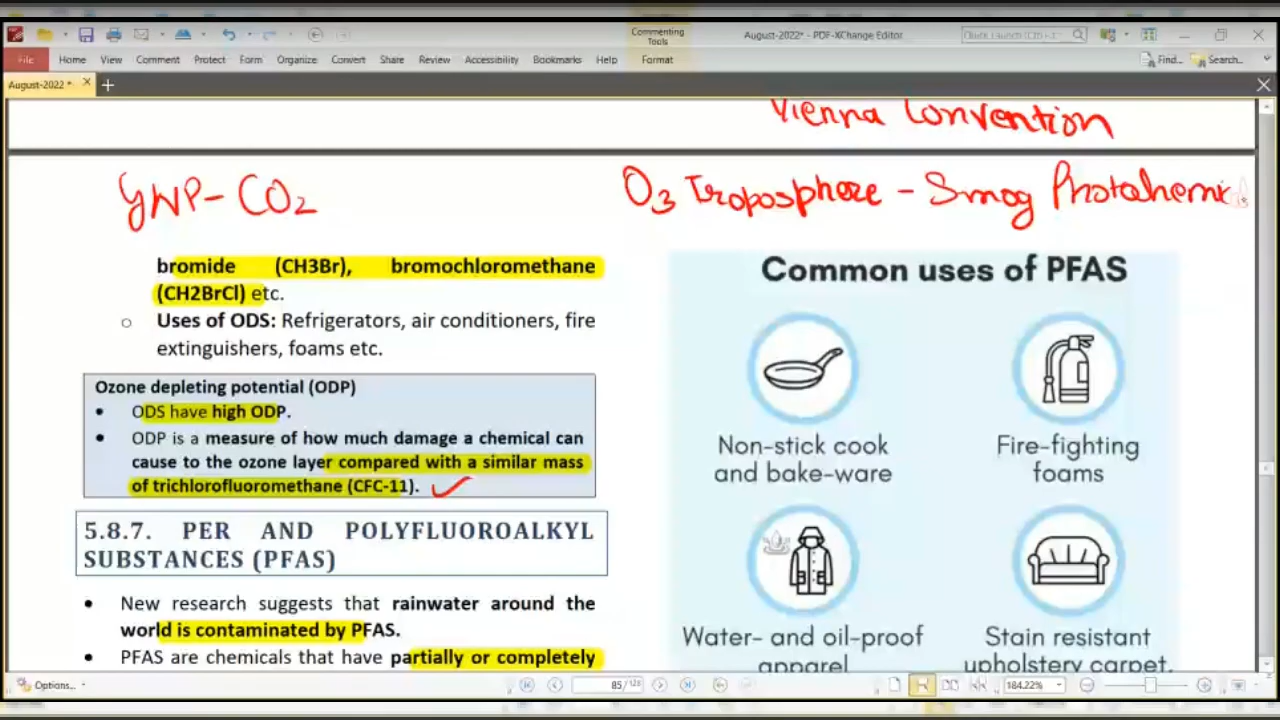 Commenting Tools
August-2022* - PDF-XChange Editor
File Home View Comment Protect Form Organize Convert Share Review Accessibility Bookmarks Help Format Find... Search...
August-2022 *
Vienna Convention
GWP - CO2
O3 Troposphere - Smog
bromide (CH3Br), bromochloromethane
(CH2BrCl) etc.
Uses of ODS: Refrigerators, air conditioners, fire
extinguishers, foams etc.
Ozone depleting potential (ODP)
ODS have high ODP.
ODP is a measure of how much damage a chemical can
cause to the ozone layer compared with a similar mass
of trichlorofluoromethane (CFC-11).
5.8.7. PER AND POLYFLUOROALKYL
SUBSTANCES (PFAS)
New research suggests that rainwater around the
world is contaminated by PFAS.
PFAS are chemicals that have partially or completely
Common uses of PFAS
Non-stick cook
and bake-ware
Fire-fighting
foams
Water- and oil-proof
apparel
Stain resistant
upholstery carpet,
Options...
85 / 128
184.22%